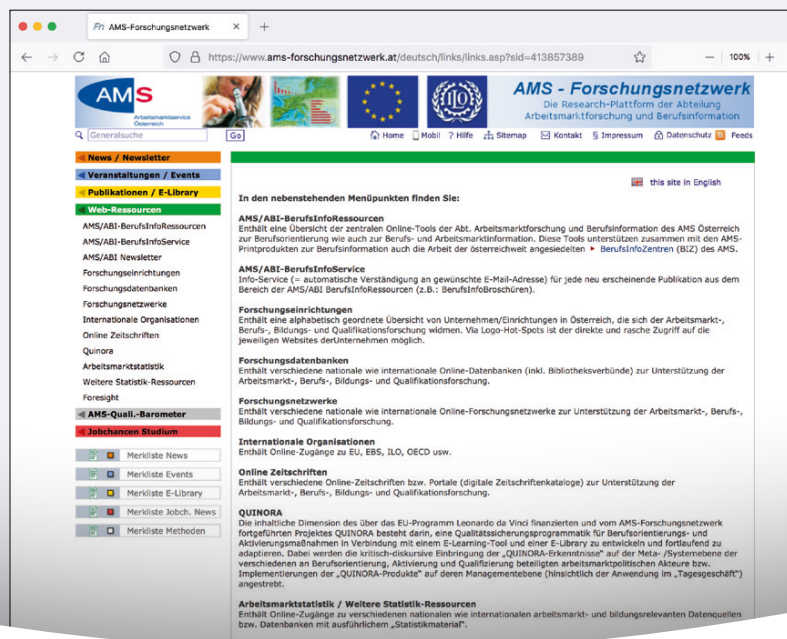 Fn AMS-Forschungsnetzwerk × +
https://www.ams-forschungsnetzwerk.at/deutsch/links/links.asp?sid=413857389 — 100% +
AMS
Arbeitsmarktservice
Österreich
AMS - Forschungsnetzwerk
Die Research-Plattform der Abteilung
Arbeitsmarktforschung und Berufsinformation
Generalsuche Go Home Mobil ? Hilfe Sitemap Kontakt § Impressum Datenschutz Feeds
News / Newsletter
Veranstaltungen / Events
Publikationen / E-Library
Web-Ressourcen
AMS/ABI-BerufsInfoRessourcen
AMS/ABI-BerufsInfoService
AMS/ABI Newsletter
Forschungseinrichtungen
Forschungsdatenbanken
Forschungsnetzwerke
Internationale Organisationen
Online Zeitschriften
Quinora
Arbeitsmarktstatistik
Weitere Statistik-Ressourcen
Foresight
AMS-Quali.-Barometer
Jobchancen Studium
Merkliste News
Merkliste Events
Merkliste E-Library
Merkliste Jobch. News
Merkliste Methoden
this site in English
In den nebenstehenden Menüpunkten finden Sie:
AMS/ABI-BerufsInfoRessourcen
Enthält eine Übersicht der zentralen Online-Tools der Abt. Arbeitsmarktforschung und Berufsinformation des AMS Österreich
zur Berufsorientierung wie auch zur Berufs- und Arbeitsmarktinformation. Diese Tools unterstützen zusammen mit den AMS-
Printprodukten zur Berufsinformation auch die Arbeit der österreichweit angesiedelten ▸ BerufsInfoZentren (BIZ) des AMS.
AMS/ABI-BerufsInfoService
Info-Service (= automatische Verständigung an gewünschte E-Mail-Adresse) für jede neu erscheinende Publikation aus dem
Bereich der AMS/ABI BerufsInfoRessourcen (z.B.: BerufsInfoBroschüren).
Forschungseinrichtungen
Enthält eine alphabetisch geordnete Übersicht von Unternehmen/Einrichtungen in Österreich, die sich der Arbeitsmarkt-,
Berufs-, Bildungs- und Qualifikationsforschung widmen. Via Logo-Hot-Spots ist der direkte und rasche Zugriff auf die
jeweiligen Websites derUnternehmen möglich.
Forschungsdatenbanken
Enthält verschiedene nationale wie internationale Online-Datenbanken (inkl. Bibliotheksverbünde) zur Unterstützung der
Arbeitsmarkt-, Berufs-, Bildungs- und Qualifikationsforschung.
Forschungsnetzwerke
Enthält verschiedene nationale wie internationale Online-Forschungsnetzwerke zur Unterstützung der Arbeitsmarkt-, Berufs-,
Bildungs- und Qualifikationsforschung.
Internationale Organisationen
Enthält Online-Zugänge zu EU, EBS, ILO, OECD usw.
Online Zeitschriften
Enthält verschiedene Online-Zeitschriften bzw. Portale (digitale Zeitschriftenkataloge) zur Unterstützung der
Arbeitsmarkt-, Berufs-, Bildungs- und Qualifikationsforschung.
QUINORA
Die inhaltliche Dimension des über das EU-Programm Leonardo da Vinci finanzierten und vom AMS-Forschungsnetzwerk
fortgeführten Projektes QUINORA besteht darin, eine Qualitätssicherungsprogrammatik für Berufsorientierungs- und
Aktivierungsmaßnahmen in Verbindung mit einem E-Learning-Tool und einer E-Library zu entwickeln und fortlaufend zu
adaptieren. Dabei werden die kritisch-diskursive Einbringung der „QUINORA-Erkenntnisse“ auf der Meta- /Systemebene der
verschiedenen an Berufsorientierung, Aktivierung und Qualifizierung beteiligten arbeitsmarktpolitischen Akteure bzw.
Implementierungen der „QUINORA-Produkte“ auf deren Managementebene (hinsichtlich der Anwendung im „Tagesgeschäft“)
angestrebt.
Arbeitsmarktstatistik / Weitere Statistik-Ressourcen
Enthält Online-Zugänge zu verschiedenen nationalen wie internationalen arbeitsmarkt- und bildungsrelevanten Datenquellen
bzw. Datenbanken mit ausführlichem „Statistikmaterial“.